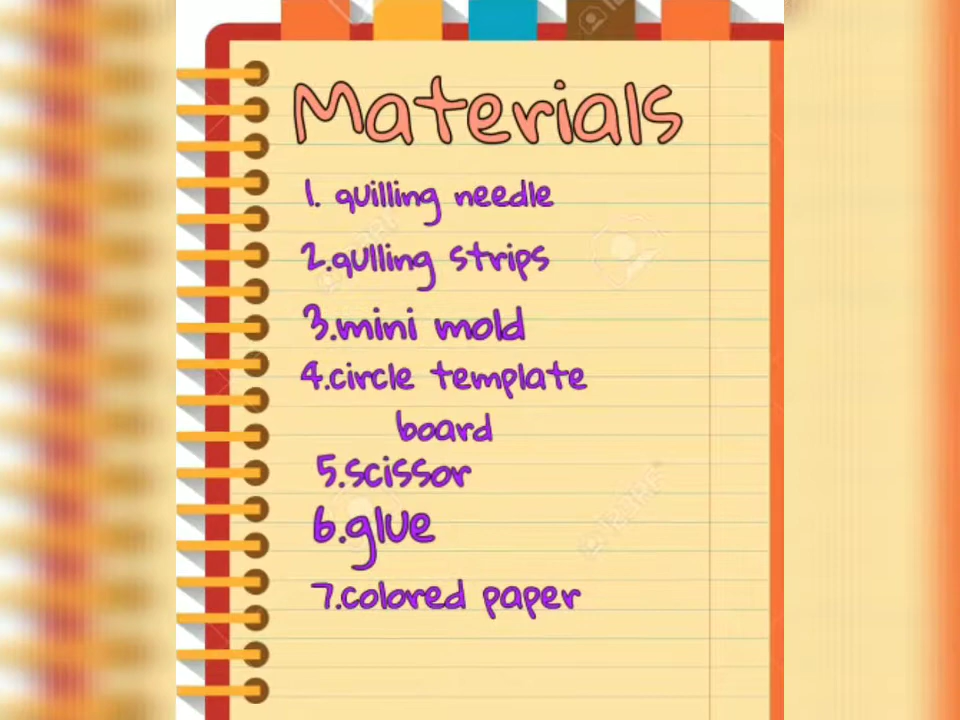 Materials
1. quilling needle
2.qulling strips
3.mini mold
4.circle template
board
5.scissor
6.glue
7.colored paper